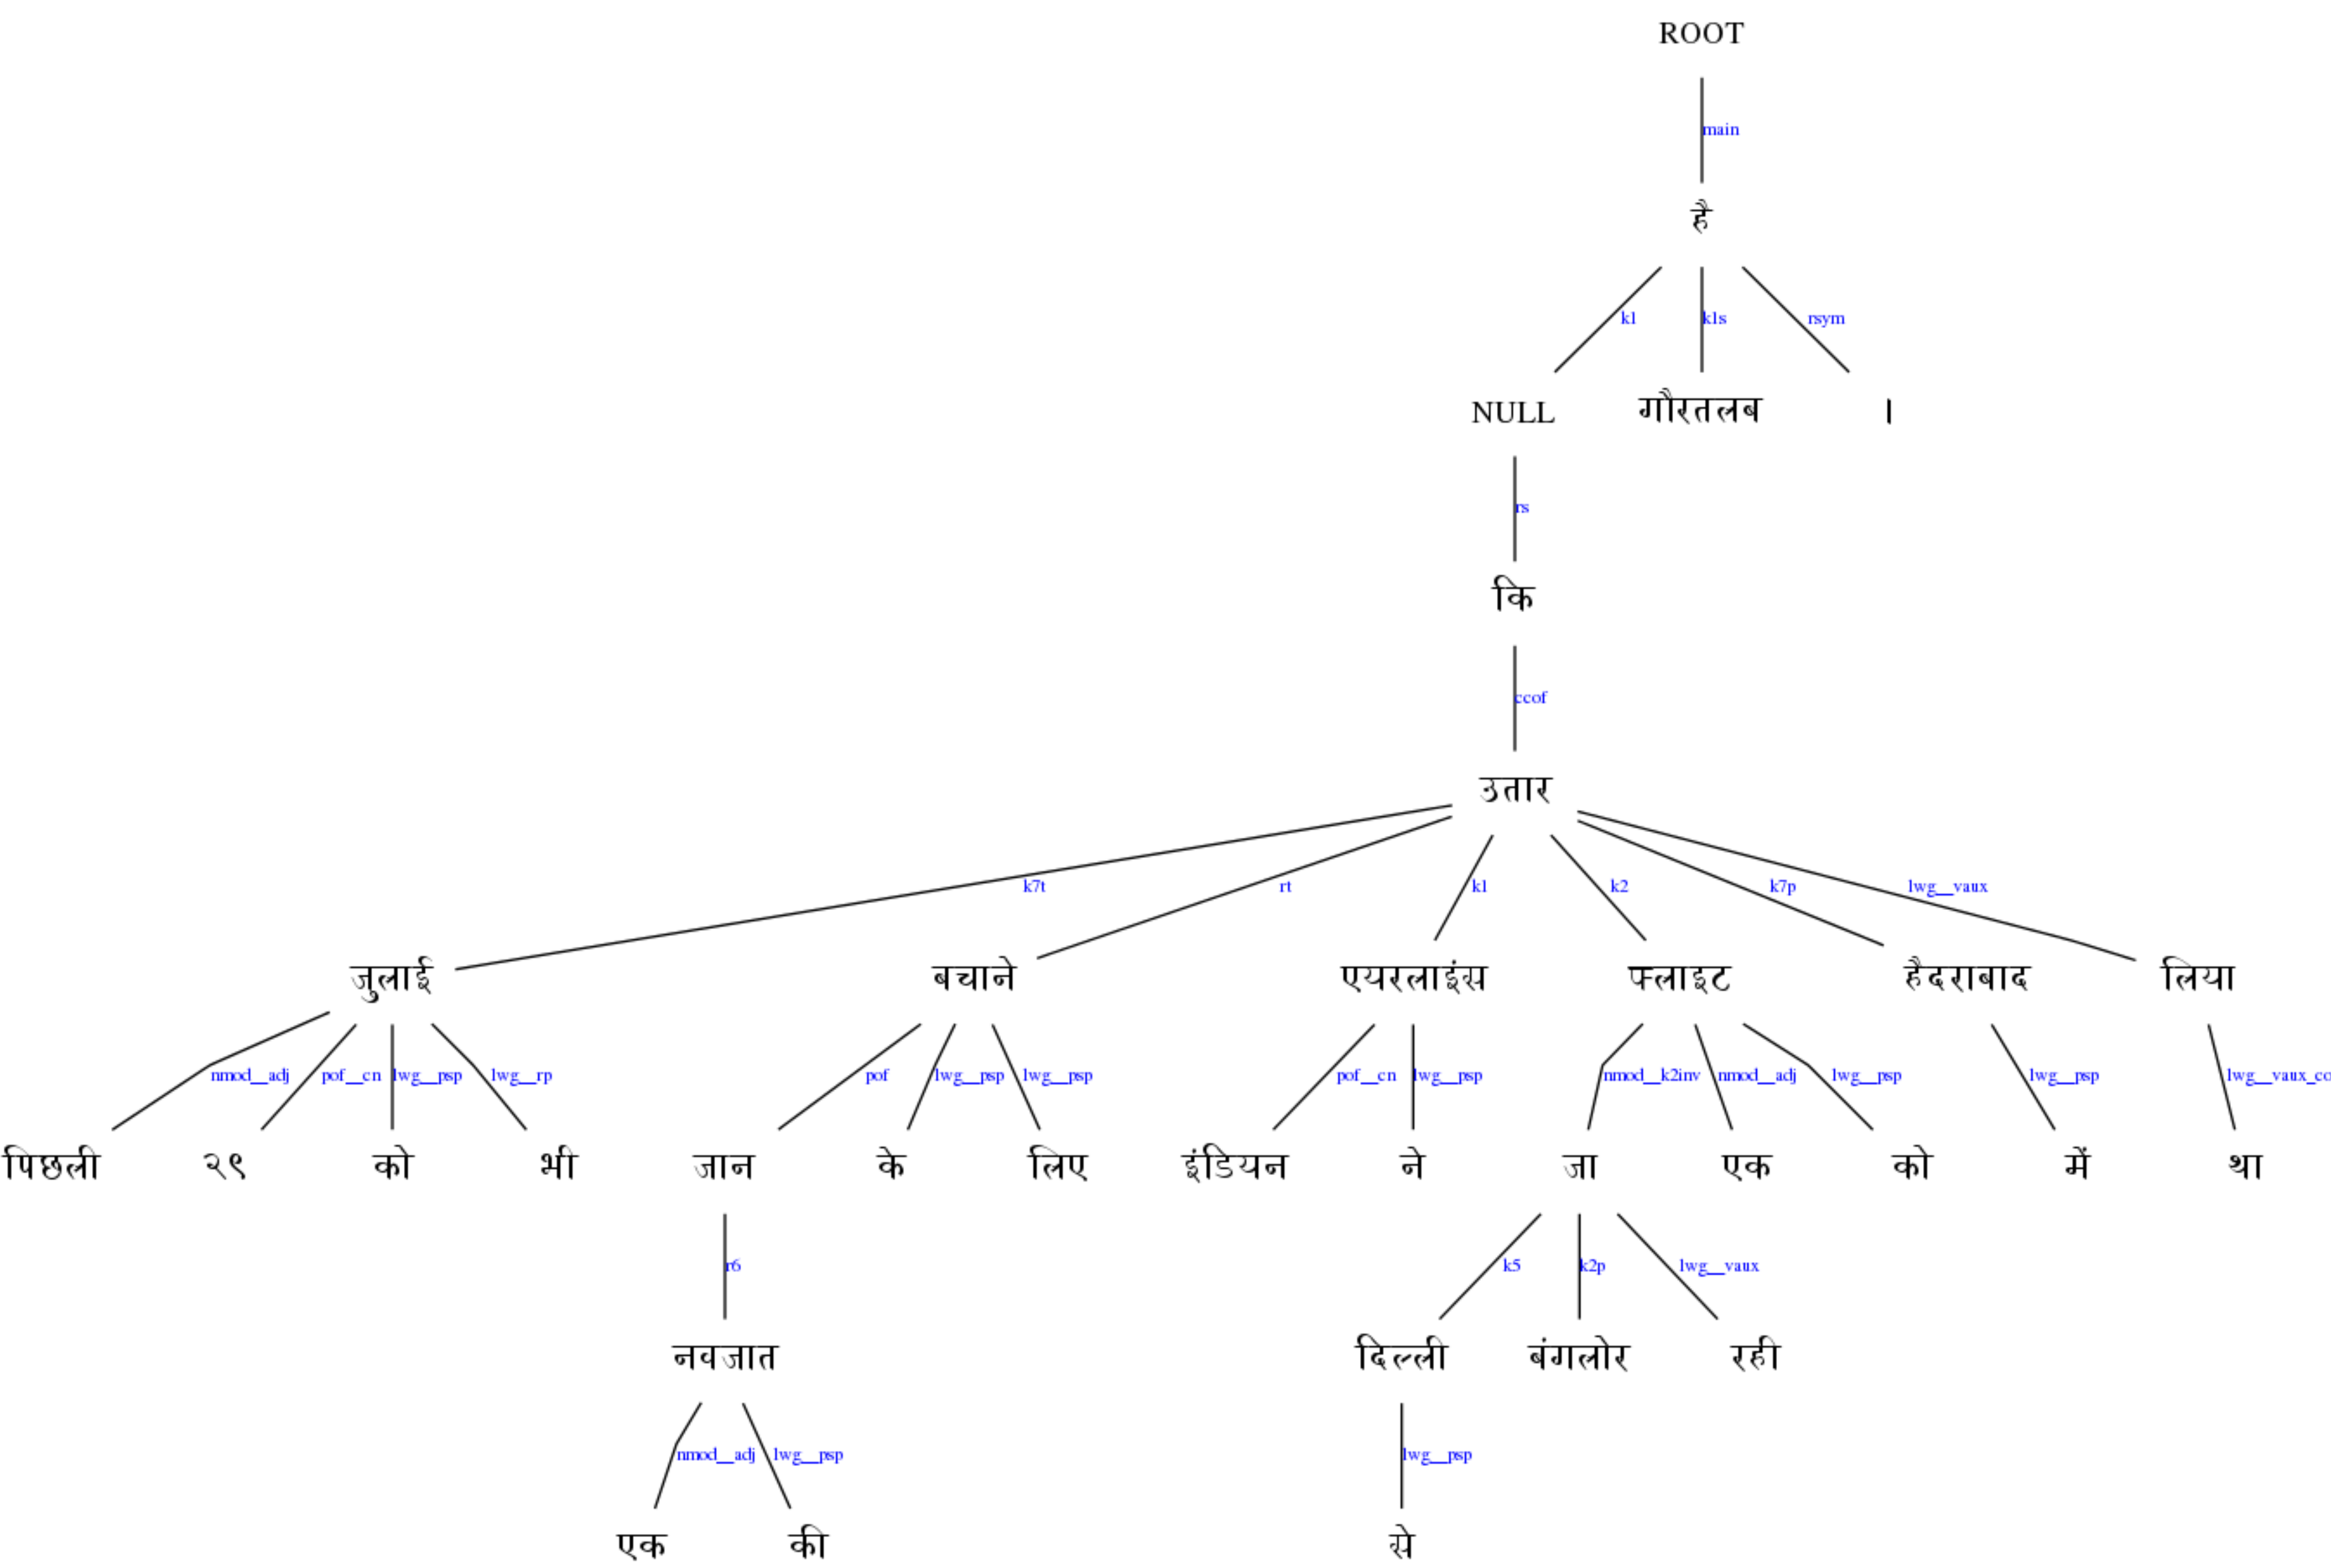 ROOT
main
है
k1 k1s rsym
NULL गौरतलब ।
rs
कि
ccof
उतार
k7t rt k1 k2 k7p lwg__vaux
जुलाई बचाने एयरलाइंस फ्लाइट हैदराबाद लिया
nmod__adj pof__cn lwg__psp lwg__rp pof lwg__psp lwg__psp pof__cn lwg__psp nmod__k2inv nmod__adj lwg__psp lwg__psp lwg__vaux_co
पिछली २९ को भी जान के लिए इंडियन ने जा एक को में था
r6 k5 k2p lwg__vaux
नवजात दिल्ली बंगलोर रही
nmod__adj lwg__psp lwg__psp
एक की से